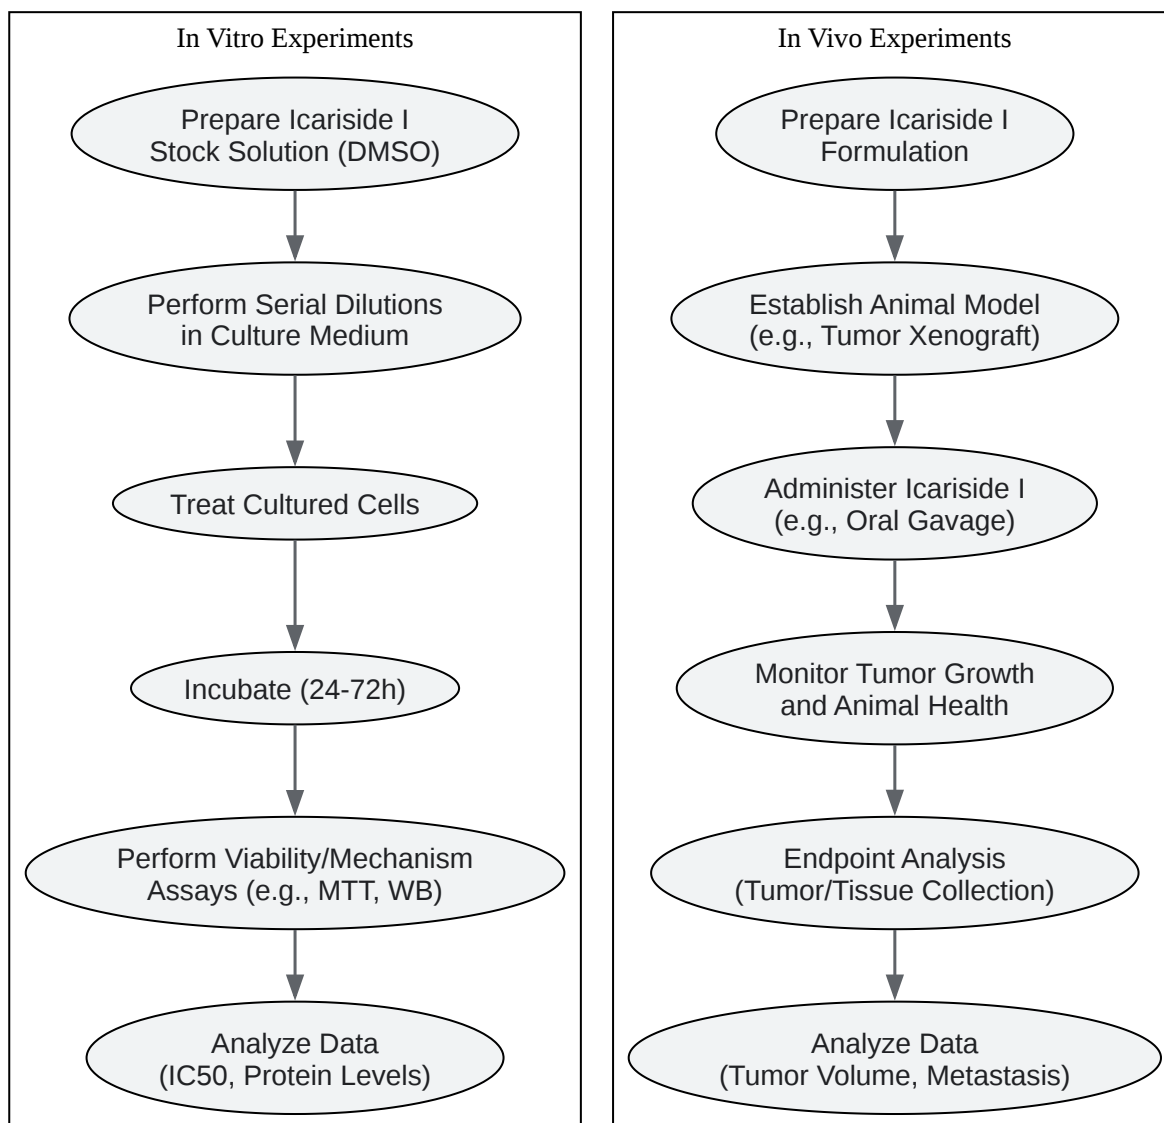 In Vitro Experiments
Prepare Icariside I
Stock Solution (DMSO)
Perform Serial Dilutions
in Culture Medium
Treat Cultured Cells
Incubate (24-72h)
Perform Viability/Mechanism
Assays (e.g., MTT, WB)
Analyze Data
(IC50, Protein Levels)
In Vivo Experiments
Prepare Icariside I
Formulation
Establish Animal Model
(e.g., Tumor Xenograft)
Administer Icariside I
(e.g., Oral Gavage)
Monitor Tumor Growth
and Animal Health
Endpoint Analysis
(Tumor/Tissue Collection)
Analyze Data
(Tumor Volume, Metastasis)